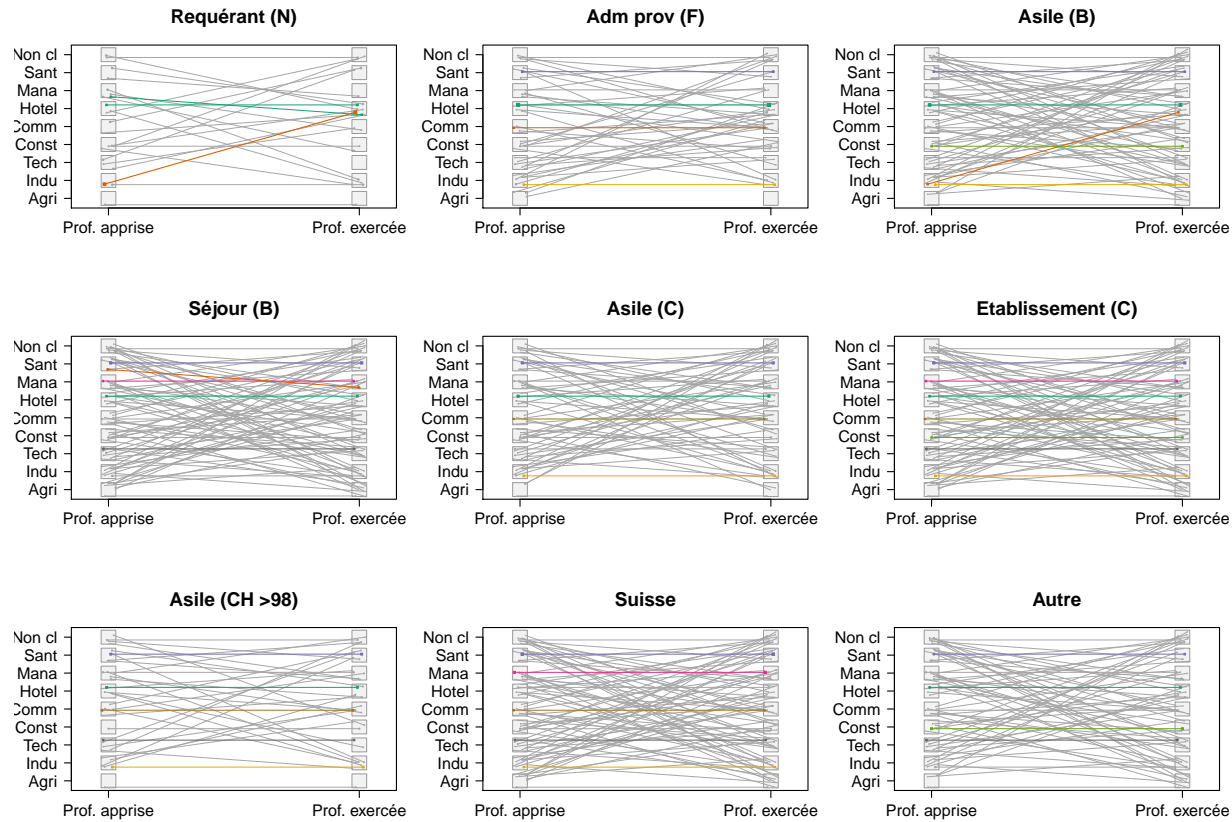 Requérant (N)
Non cl
Sant
Mana
Hotel
Comm
Const
Tech
Indu
Agri
Prof. apprise
Prof. exercée
Adm prov (F)
Non cl
Sant
Mana
Hotel
Comm
Const
Tech
Indu
Agri
Prof. apprise
Prof. exercée
Asile (B)
Non cl
Sant
Mana
Hotel
Comm
Const
Tech
Indu
Agri
Prof. apprise
Prof. exercée
Séjour (B)
Non cl
Sant
Mana
Hotel
Comm
Const
Tech
Indu
Agri
Prof. apprise
Prof. exercée
Asile (C)
Non cl
Sant
Mana
Hotel
Comm
Const
Tech
Indu
Agri
Prof. apprise
Prof. exercée
Etablissement (C)
Non cl
Sant
Mana
Hotel
Comm
Const
Tech
Indu
Agri
Prof. apprise
Prof. exercée
Asile (CH >98)
Non cl
Sant
Mana
Hotel
Comm
Const
Tech
Indu
Agri
Prof. apprise
Prof. exercée
Suisse
Non cl
Sant
Mana
Hotel
Comm
Const
Tech
Indu
Agri
Prof. apprise
Prof. exercée
Autre
Non cl
Sant
Mana
Hotel
Comm
Const
Tech
Indu
Agri
Prof. apprise
Prof. exercée